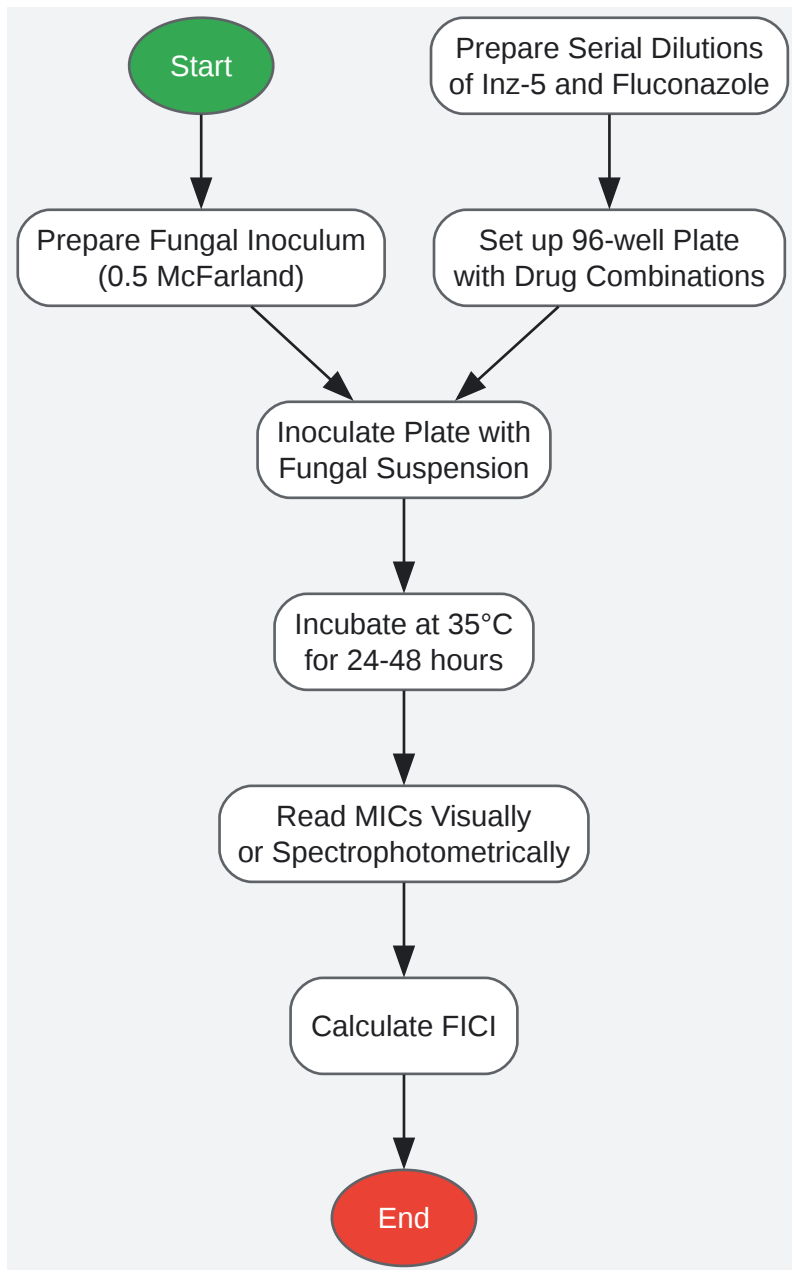 Start
Prepare Serial Dilutions
of Inz-5 and Fluconazole
Prepare Fungal Inoculum
(0.5 McFarland)
Set up 96-well Plate
with Drug Combinations
Inoculate Plate with
Fungal Suspension
Incubate at 35°C
for 24-48 hours
Read MICs Visually
or Spectrophotometrically
Calculate FICI
End